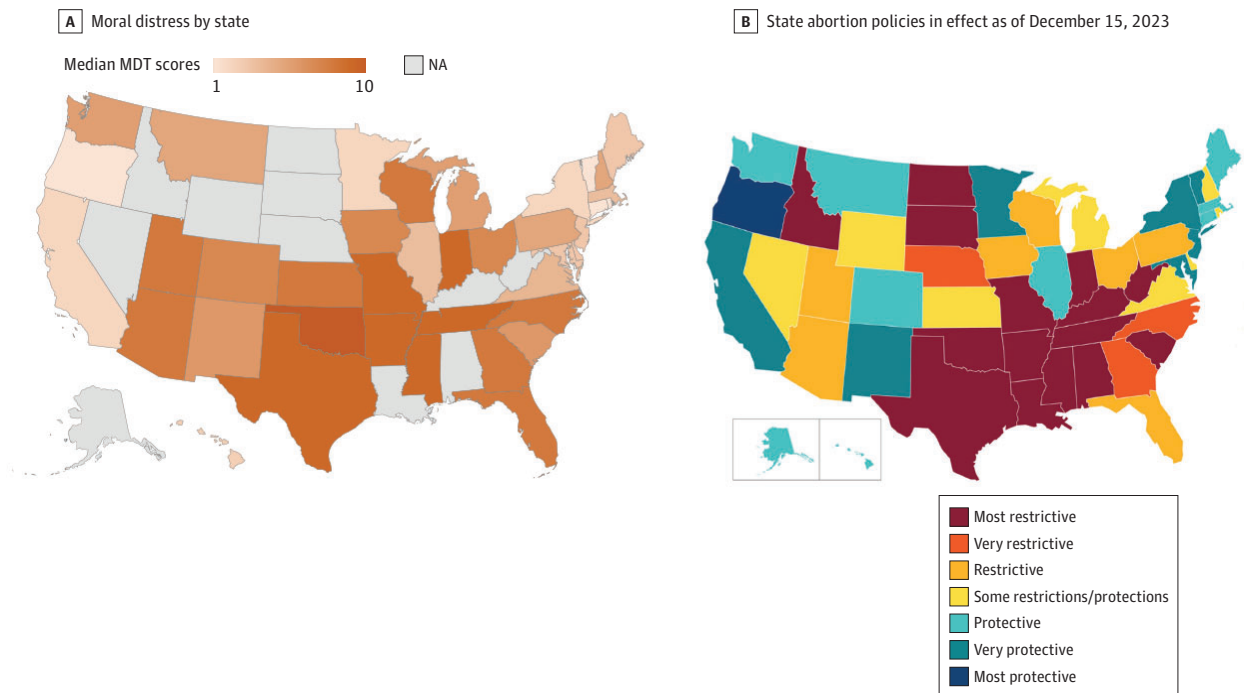 A Moral distress by state
Median MDT scores
1
10
NA
B State abortion policies in effect as of December 15, 2023
Most restrictive
Very restrictive
Restrictive
Some restrictions/protections
Protective
Very protective
Most protective